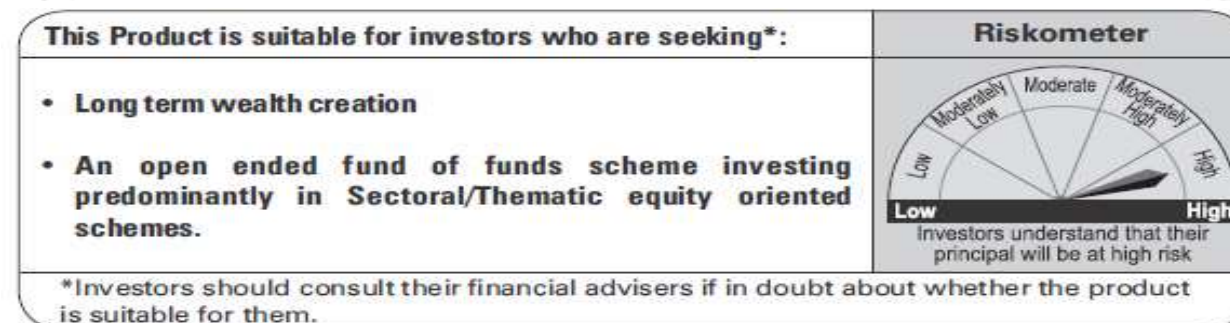 This Product is suitable for investors who are seeking*:
• Long term wealth creation
• An open ended fund of funds scheme investing
predominantly in Sectoral/Thematic equity oriented
schemes.
Riskometer
Low
Moderately
Low
Moderate
Moderately
High
High
Low High
Investors understand that their
principal will be at high risk
*Investors should consult their financial advisers if in doubt about whether the product
is suitable for them.